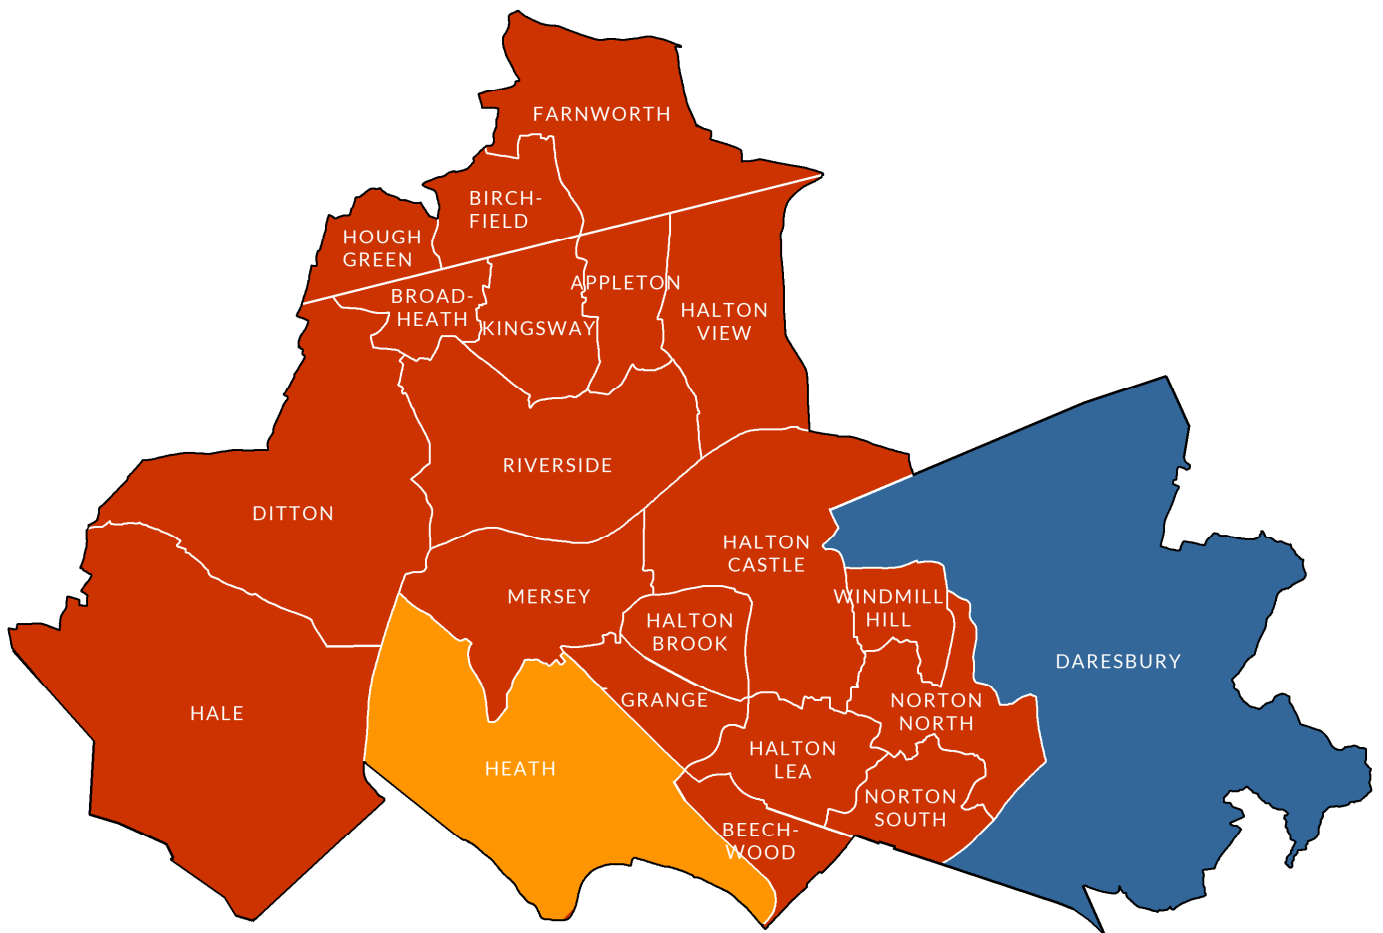 FARNWORTH
BIRCH-
FIELD
HOUGH
GREEN
APPLETON
BROAD-
HEATH
KINGSWAY
HALTON
VIEW
RIVERSIDE
DITTON
HALTON
CASTLE
MERSEY
WINDMILL
HILL
HALTON
BROOK
DARESBURY
HALE
GRANGE
NORTON
NORTH
HEATH
HALTON
LEA
NORTON
SOUTH
BEECH-
WOOD